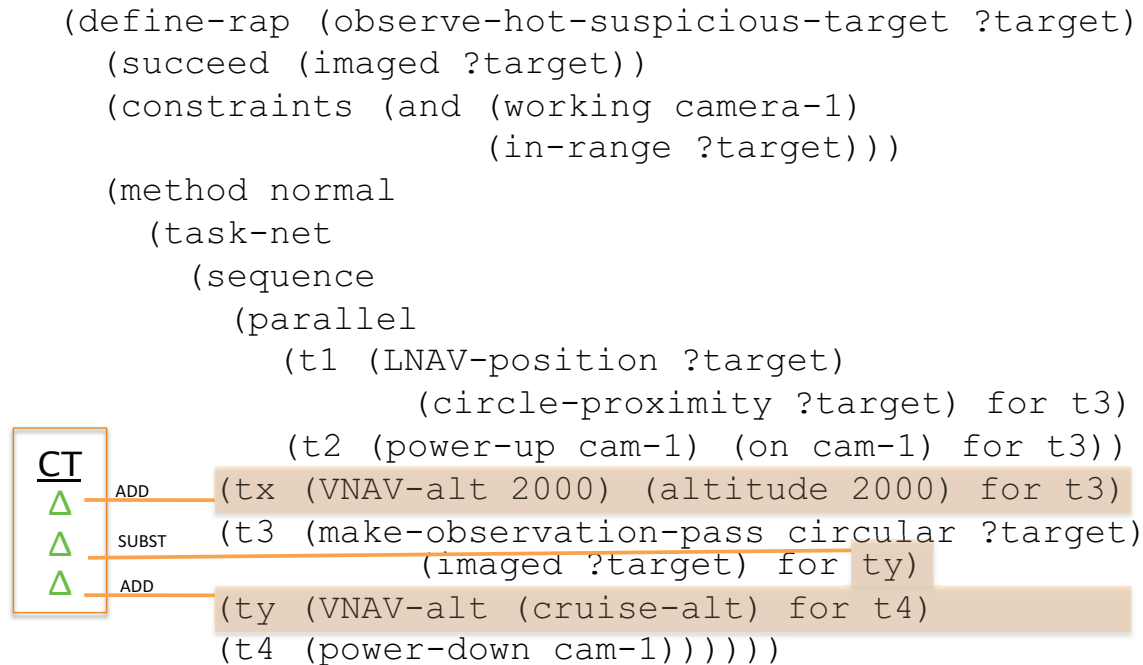 (define-rap (observe-hot-suspicious-target ?target)
(succeed (imaged ?target))
(constraints (and (working camera-1)
(in-range ?target)))
(method normal
(task-net
(sequence
(parallel
(t1 (LNAV-position ?target)
(circle-proximity ?target) for t3)
(t2 (power-up cam-1) (on cam-1) for t3))
CT
Δ ADD (tx (VNAV-alt 2000) (altitude 2000) for t3)
Δ SUBST (t3 (make-observation-pass circular ?target)
(imaged ?target) for ty)
Δ ADD
(ty (VNAV-alt (cruise-alt) for t4)
(t4 (power-down cam-1))))))